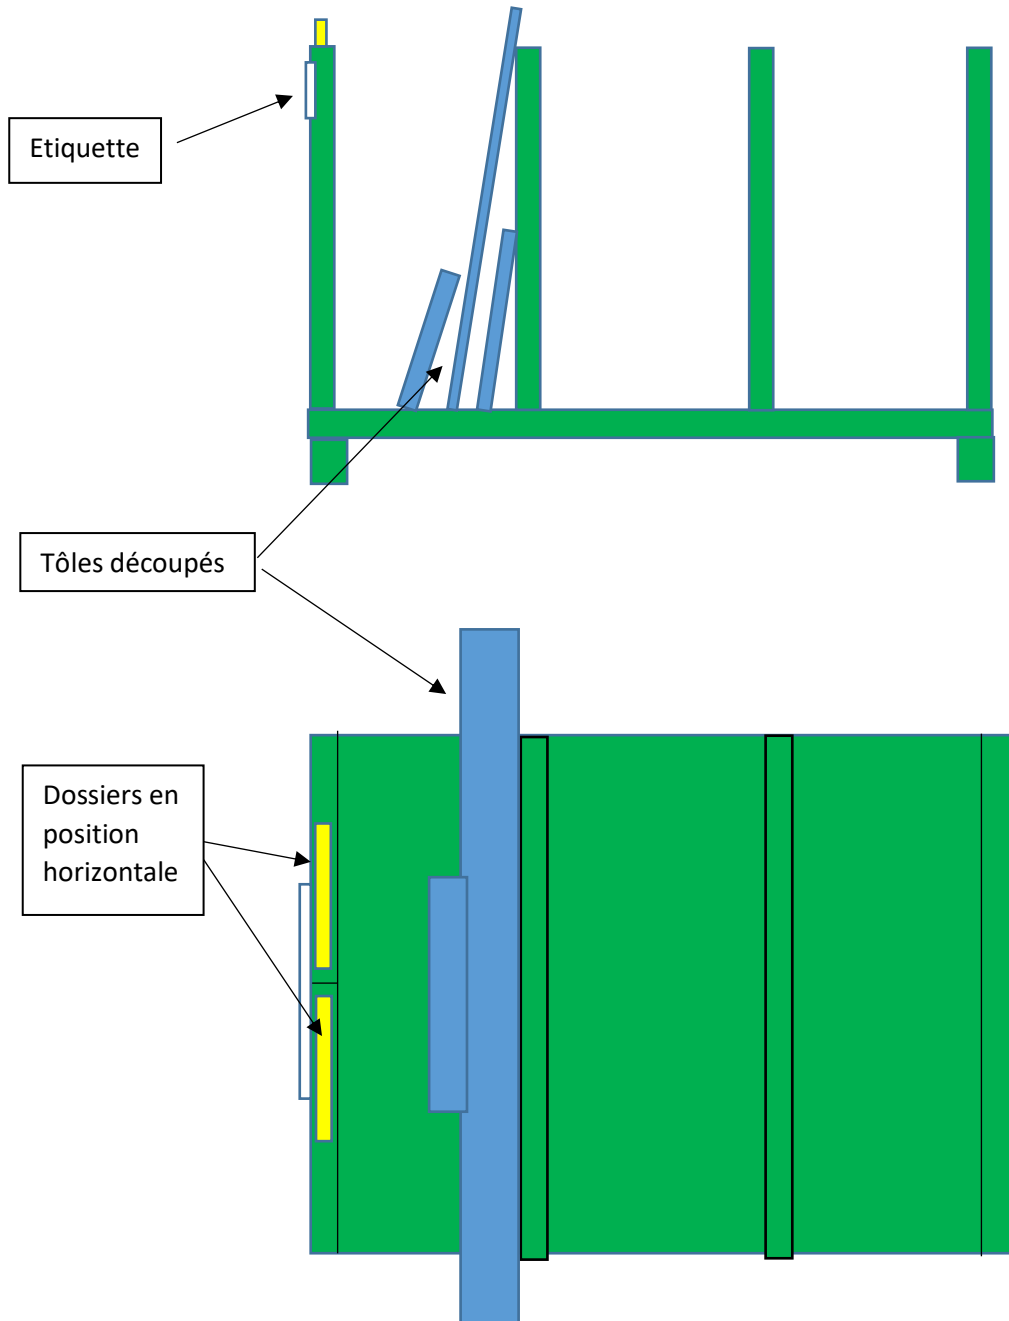 Etiquette
Tôles découpés
Dossiers en
position
horizontale